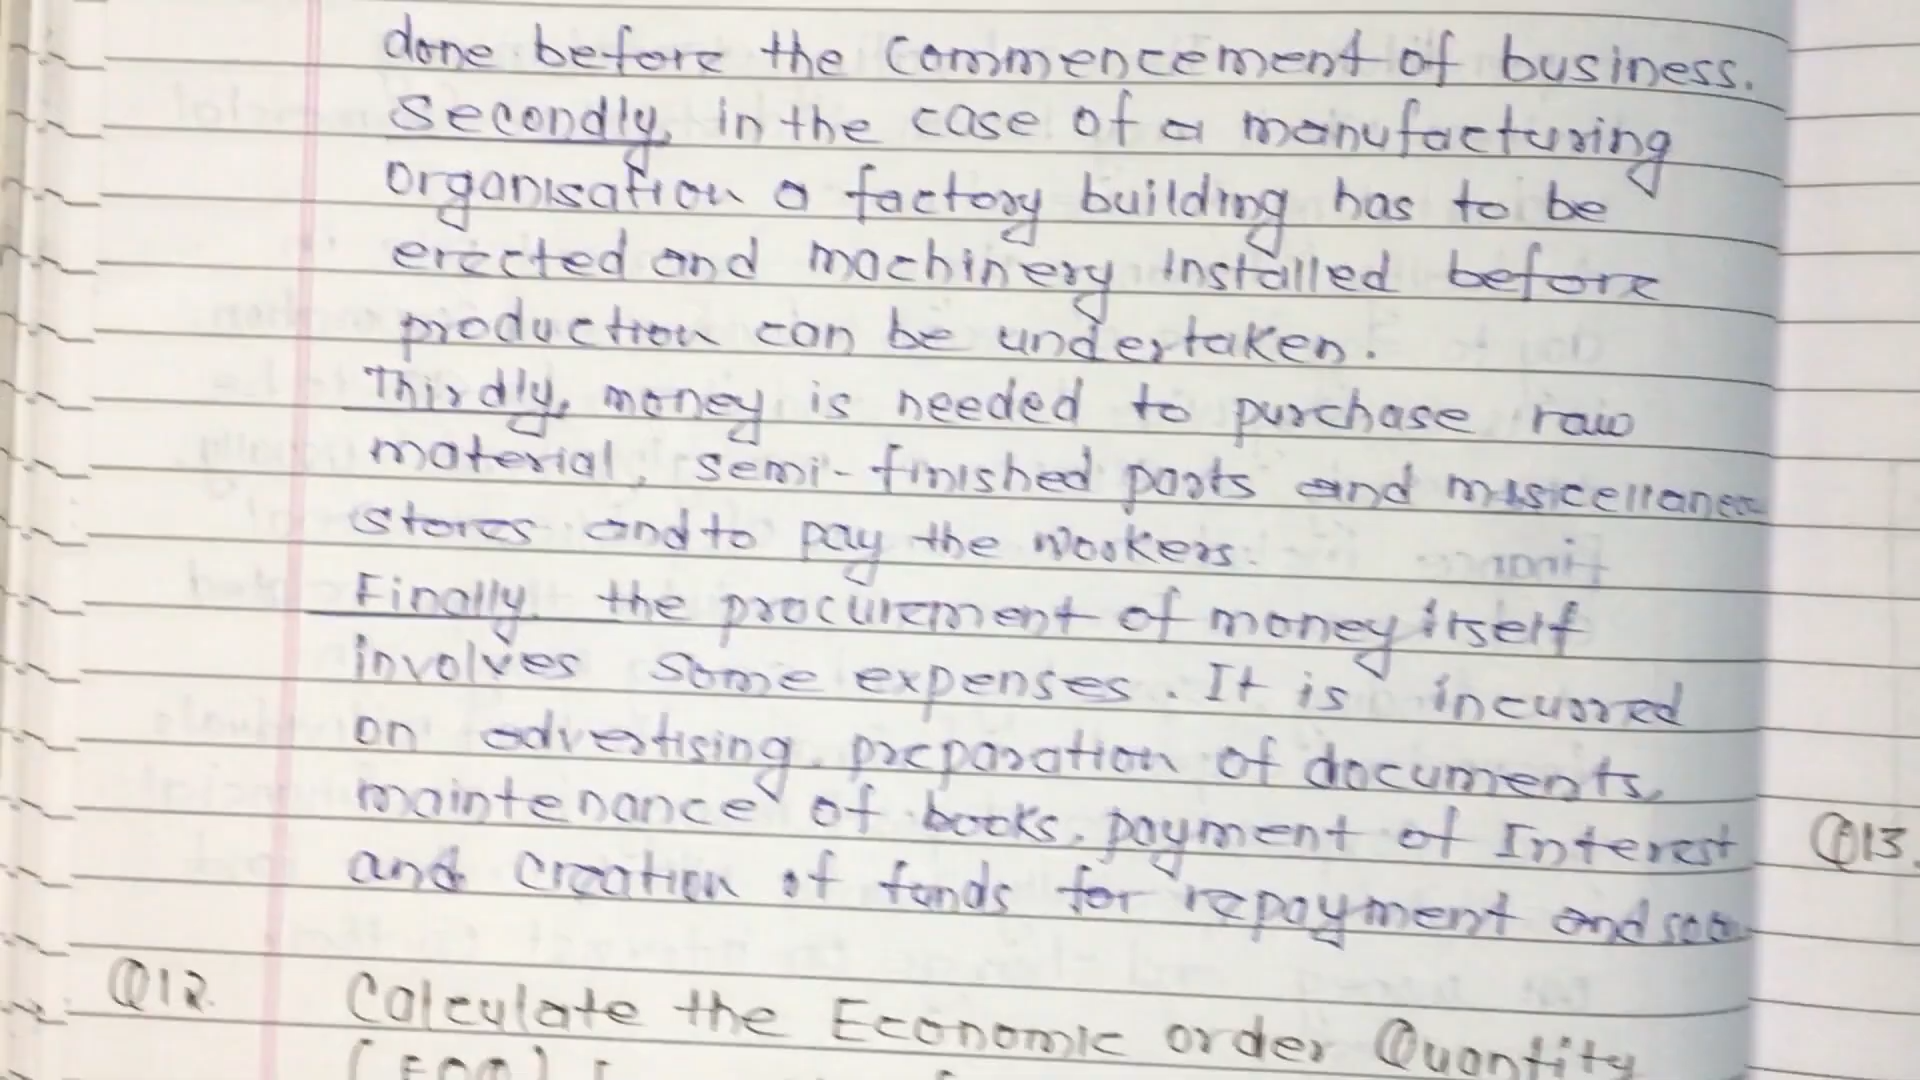 done before the commencement of business.
Secondly, in the case of a manufacturing
organisation a factory building has to be
erected and machinery installed before
production can be undertaken.
Thirdly, money is needed to purchase raw
material, semi-finished parts and
stores and to pay the workers.
Finally, the procurement of money itself
involves some expenses. It is incurred
on advertising, preparation of documents,
maintenance of books, payment of Interest
and creation of funds for repayment and
Q13.
Q12. Calculate the Economic order Quantity
(EOQ)